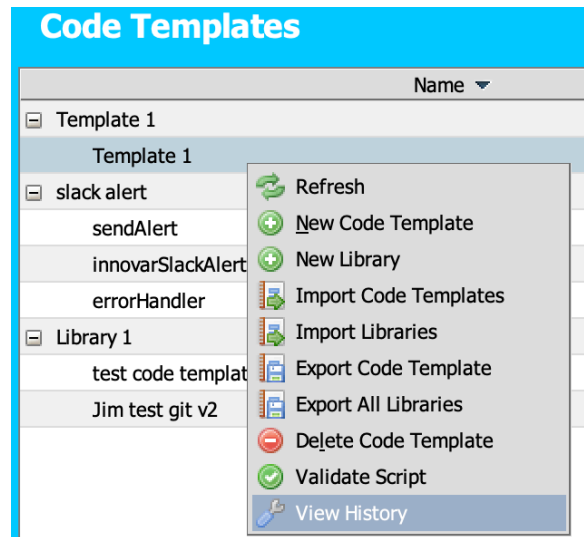 Code Templates
Name
Template 1
Template 1
slack alert
sendAlert
innovarSlackAlert
errorHandler
Library 1
test code templat
Jim test git v2
Refresh
New Code Template
New Library
Import Code Templates
Import Libraries
Export Code Template
Export All Libraries
Delete Code Template
Validate Script
View History